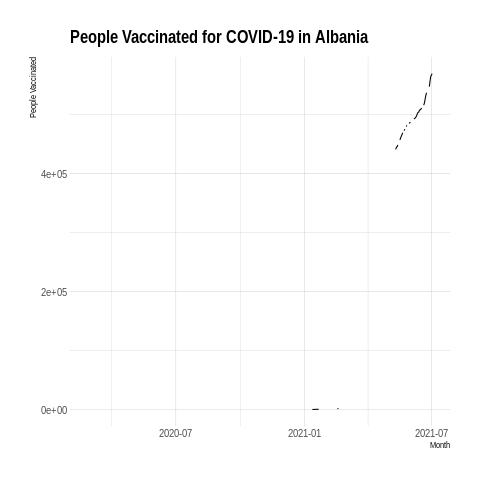 People Vaccinated for COVID-19 in Albania
People Vaccinated
4e+05
2e+05
0e+00
2020-07
2021-01
2021-07
Month